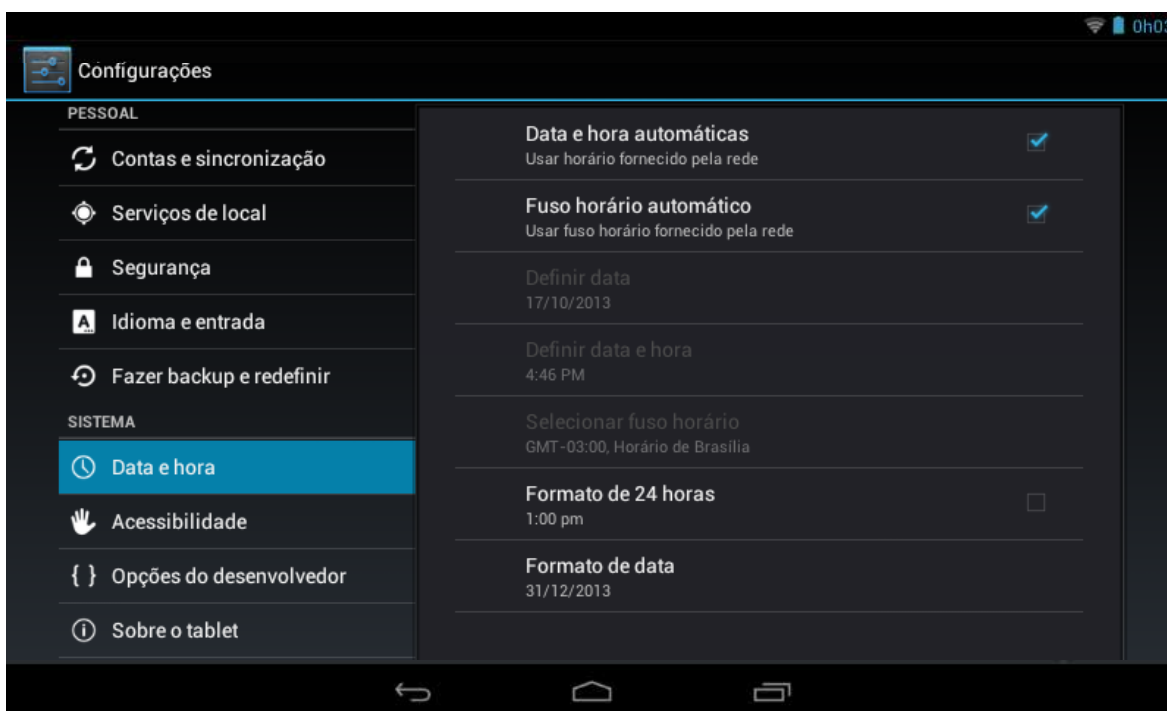 0h03
Configurações
PESSOAL
Contas e sincronização
Serviços de local
Segurança
Idioma e entrada
Fazer backup e redefinir
SISTEMA
Data e hora
Acessibilidade
{ } Opções do desenvolvedor
Sobre o tablet
Data e hora automáticas
Usar horário fornecido pela rede
Fuso horário automático
Usar fuso horário fornecido pela rede
Definir data
17/10/2013
Definir data e hora
4:46 PM
Selecionar fuso horário
GMT-03:00, Horário de Brasília
Formato de 24 horas
1:00 pm
Formato de data
31/12/2013